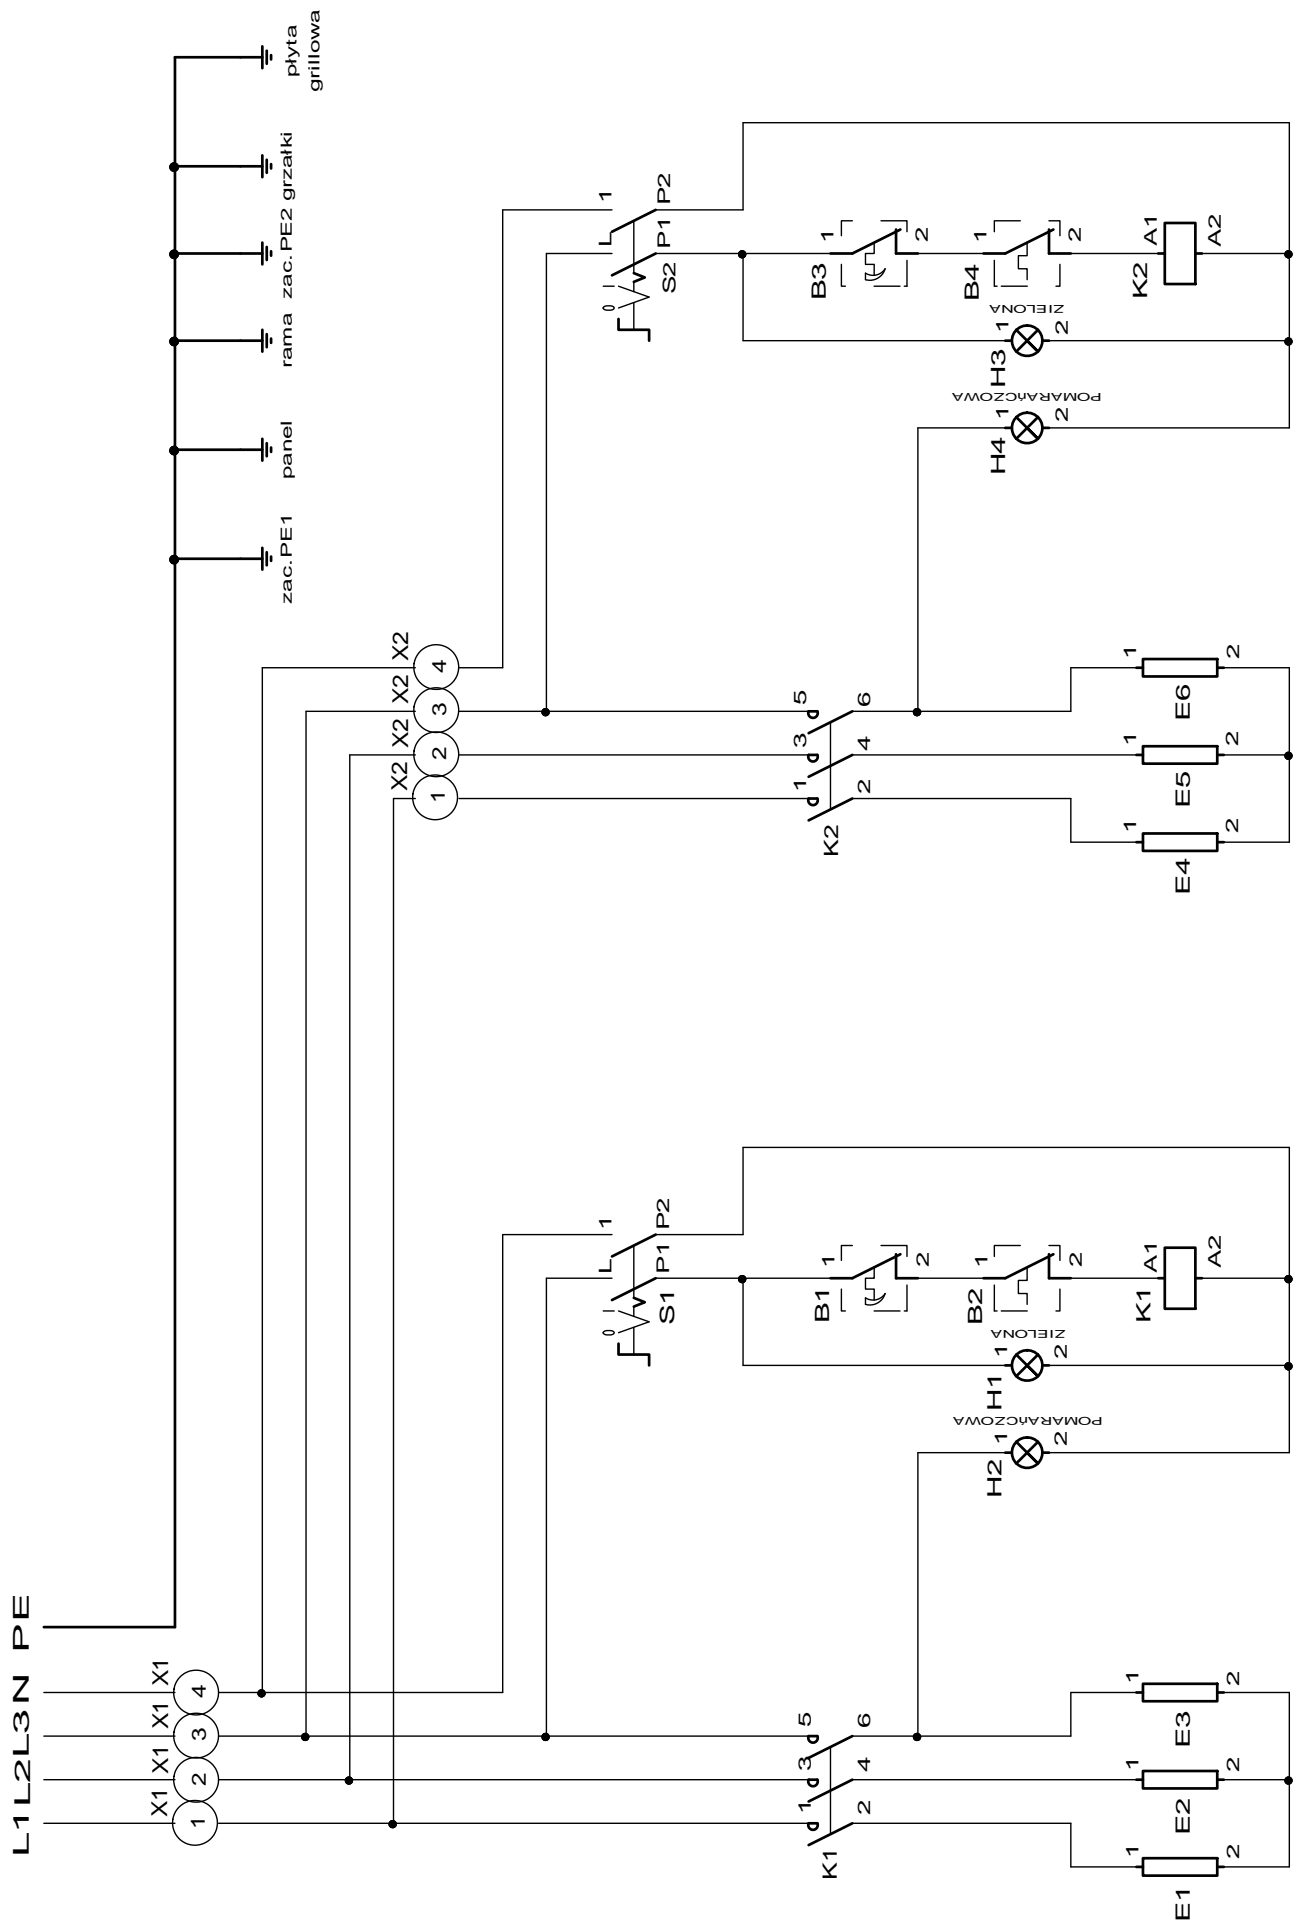 L1 L2 L3 N PE
X1 X1 X1 X1
1 2 3 4
zac.PE1
panel
rama
zac.PE2
grzałki
płyta
grillowa
X2 X2 X2 X2
1 2 3 4
0 I
L 1
S1
P1 P2
0 I
L 1
S2
P1 P2
K1
1 3 5
2 4 6
B1
1
2
K2
1 3 5
2 4 6
B3
1
2
H2
1
2
POMARAńCZOWA
H1
1
2
ZIELONA
B2
1
2
H4
1
2
POMARAńCZOWA
H3
1
2
ZIELONA
B4
1
2
E1
1
2
E2
1
2
E3
1
2
K1
A1
A2
E4
1
2
E5
1
2
E6
1
2
K2
A1
A2